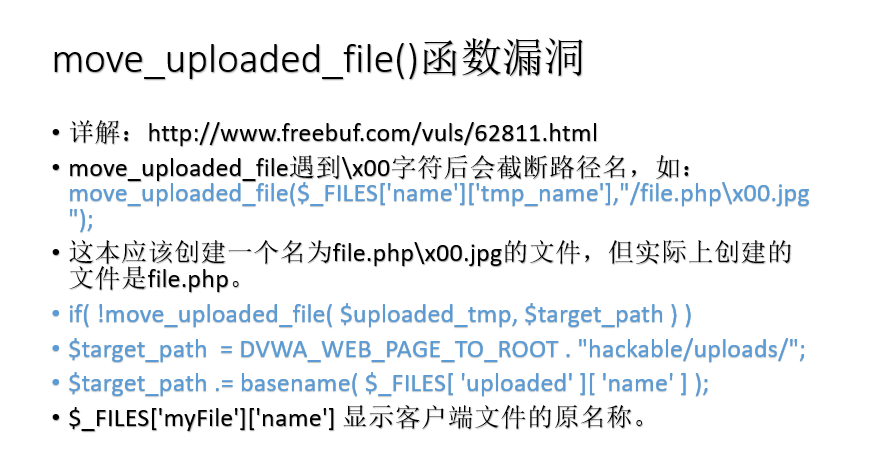 move_uploaded_file()函数漏洞
• 详解：http://www.freebuf.com/vuls/62811.html
• move_uploaded_file遇到\x00字符后会截断路径名，如：
move_uploaded_file($_FILES['name']['tmp_name'],"/file.php\x00.jpg
");
• 这本应该创建一个名为file.php\x00.jpg的文件，但实际上创建的
文件是file.php。
• if( !move_uploaded_file( $uploaded_tmp, $target_path ) )
• $target_path  = DVWA_WEB_PAGE_TO_ROOT . "hackable/uploads/";
• $target_path .= basename( $_FILES[ 'uploaded' ][ 'name' ] );
• $_FILES['myFile']['name'] 显示客户端文件的原名称。